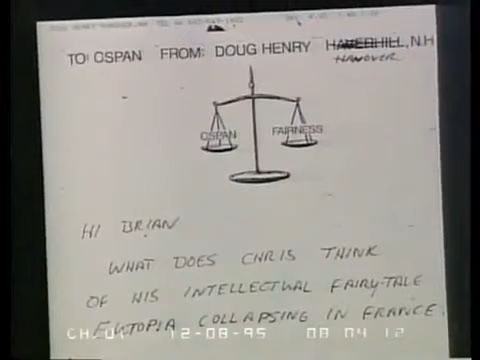 TO: CSPAN FROM: DOUG HENRY HAVERHILL, N.H
HANOVER
CSPAN FAIRNESS
HI BRIAN
WHAT DOES CHRIS THINK
OF HIS INTELLECTUAL FAIRY-TALE
EUTOPIA COLLAPSING IN FRANCE
CH.01 12-08-95 08 04 12